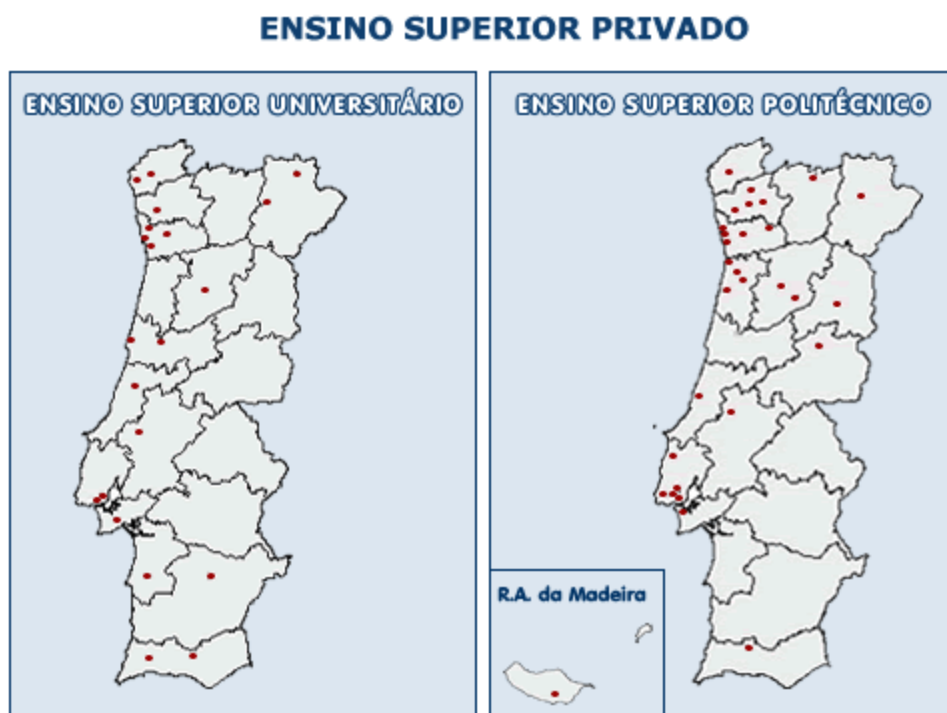 ENSINO SUPERIOR PRIVADO
ENSINO SUPERIOR UNIVERSITÁRIO
ENSINO SUPERIOR POLITÉCNICO
R.A. da Madeira